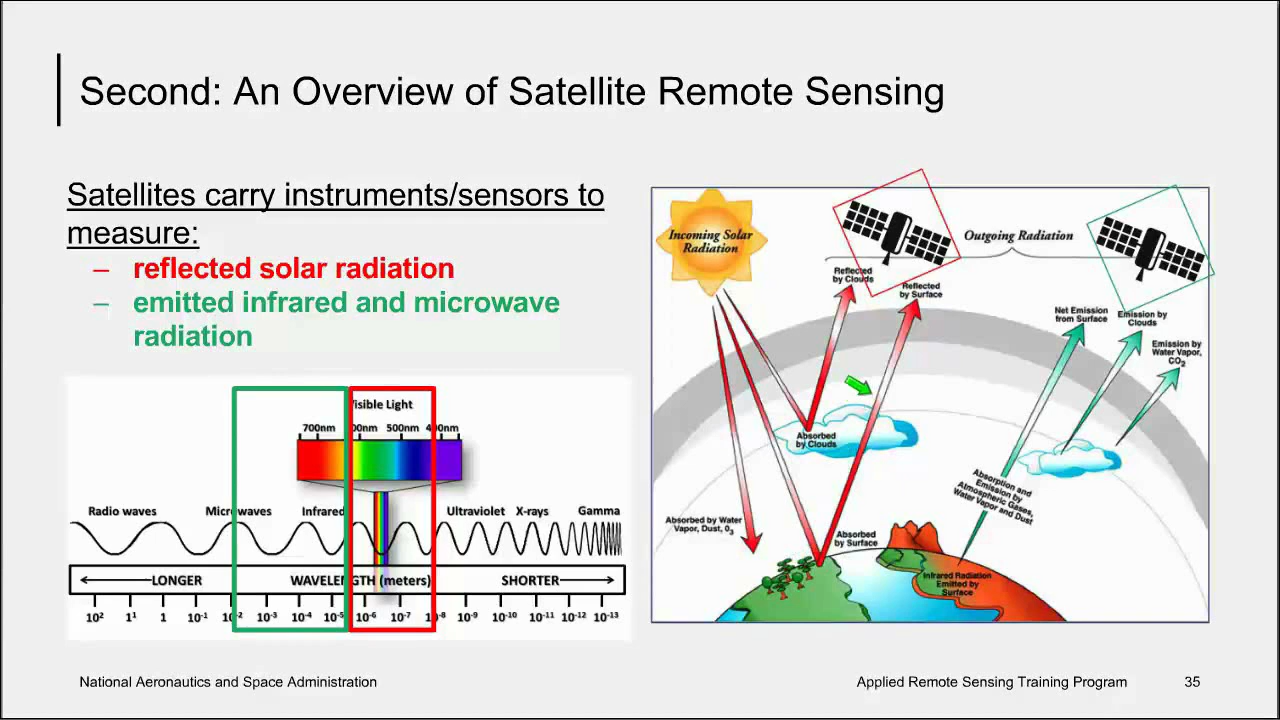 Second: An Overview of Satellite Remote Sensing
Satellites carry instruments/sensors to
measure:
– reflected solar radiation
– emitted infrared and microwave
radiation
Visible Light
700nm 600nm 500nm 400nm
Radio waves Microwaves Infrared Ultraviolet X-rays Gamma
LONGER WAVELENGTH (meters) SHORTER
10² 1¹ 1 10⁻¹ 10⁻² 10⁻³ 10⁻⁴ 10⁻⁵ 10⁻⁶ 10⁻⁷ 10⁻⁸ 10⁻⁹ 10⁻¹⁰ 10⁻¹¹ 10⁻¹² 10⁻¹³
Incoming Solar
Radiation
Outgoing Radiation
Reflected
by Clouds
Reflected
by Surface
Net Emission
from Surface
Emission by
Clouds
Emission by
Water Vapor,
CO₂
Absorbed
by Clouds
Absorption and
Emission by
Atmospheric Gases,
Water Vapor and Dust
Absorbed by Water
Vapor, Dust, 0₃
Absorbed
by Surface
Infrared Radiation
Emitted by
Surface
National Aeronautics and Space Administration
Applied Remote Sensing Training Program
35